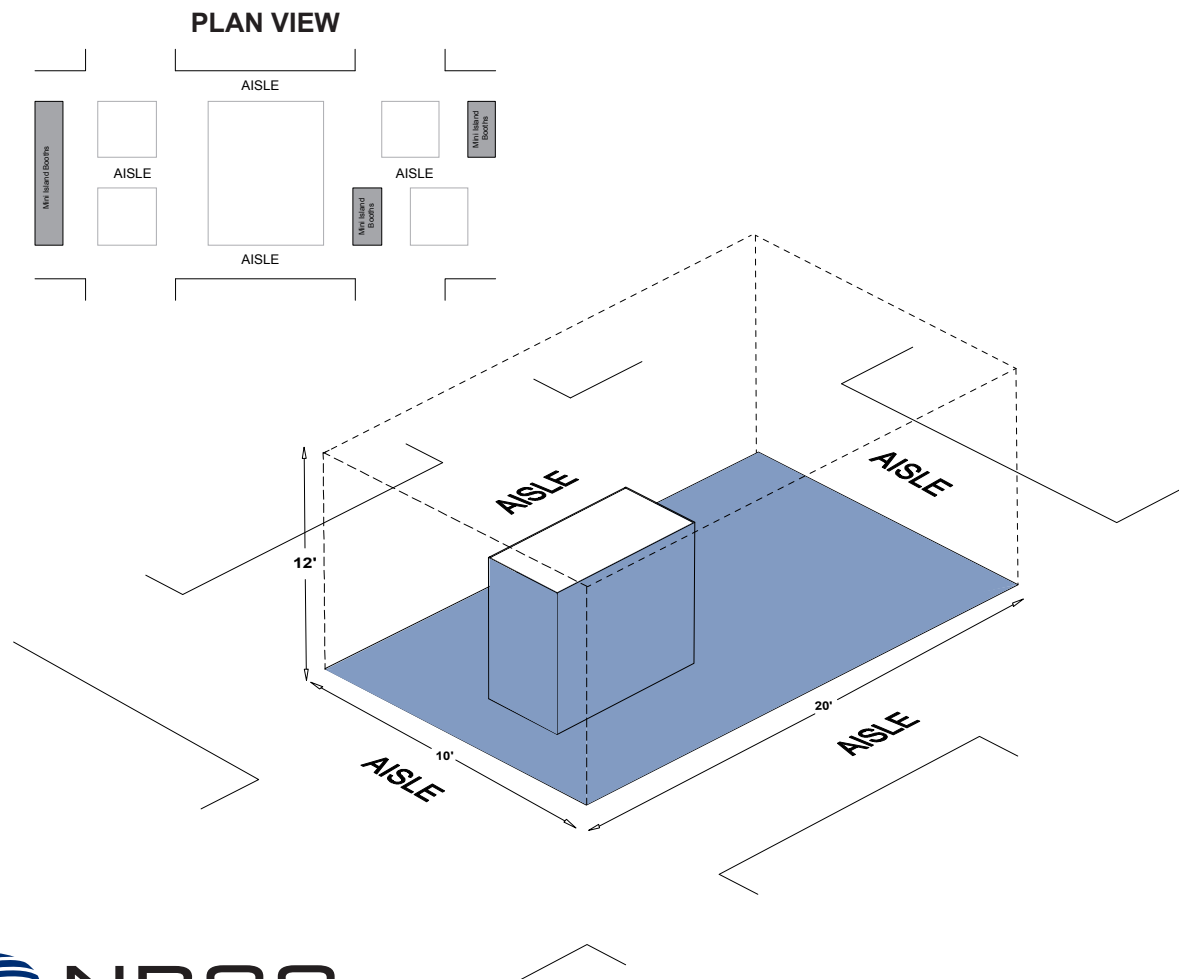 PLAN VIEW
AISLE
Mini Island Booths
Mini Island
Booths
AISLE
AISLE
Mini Island
Booths
AISLE
AISLE
AISLE
12'
20'
10'
AISLE
AISLE